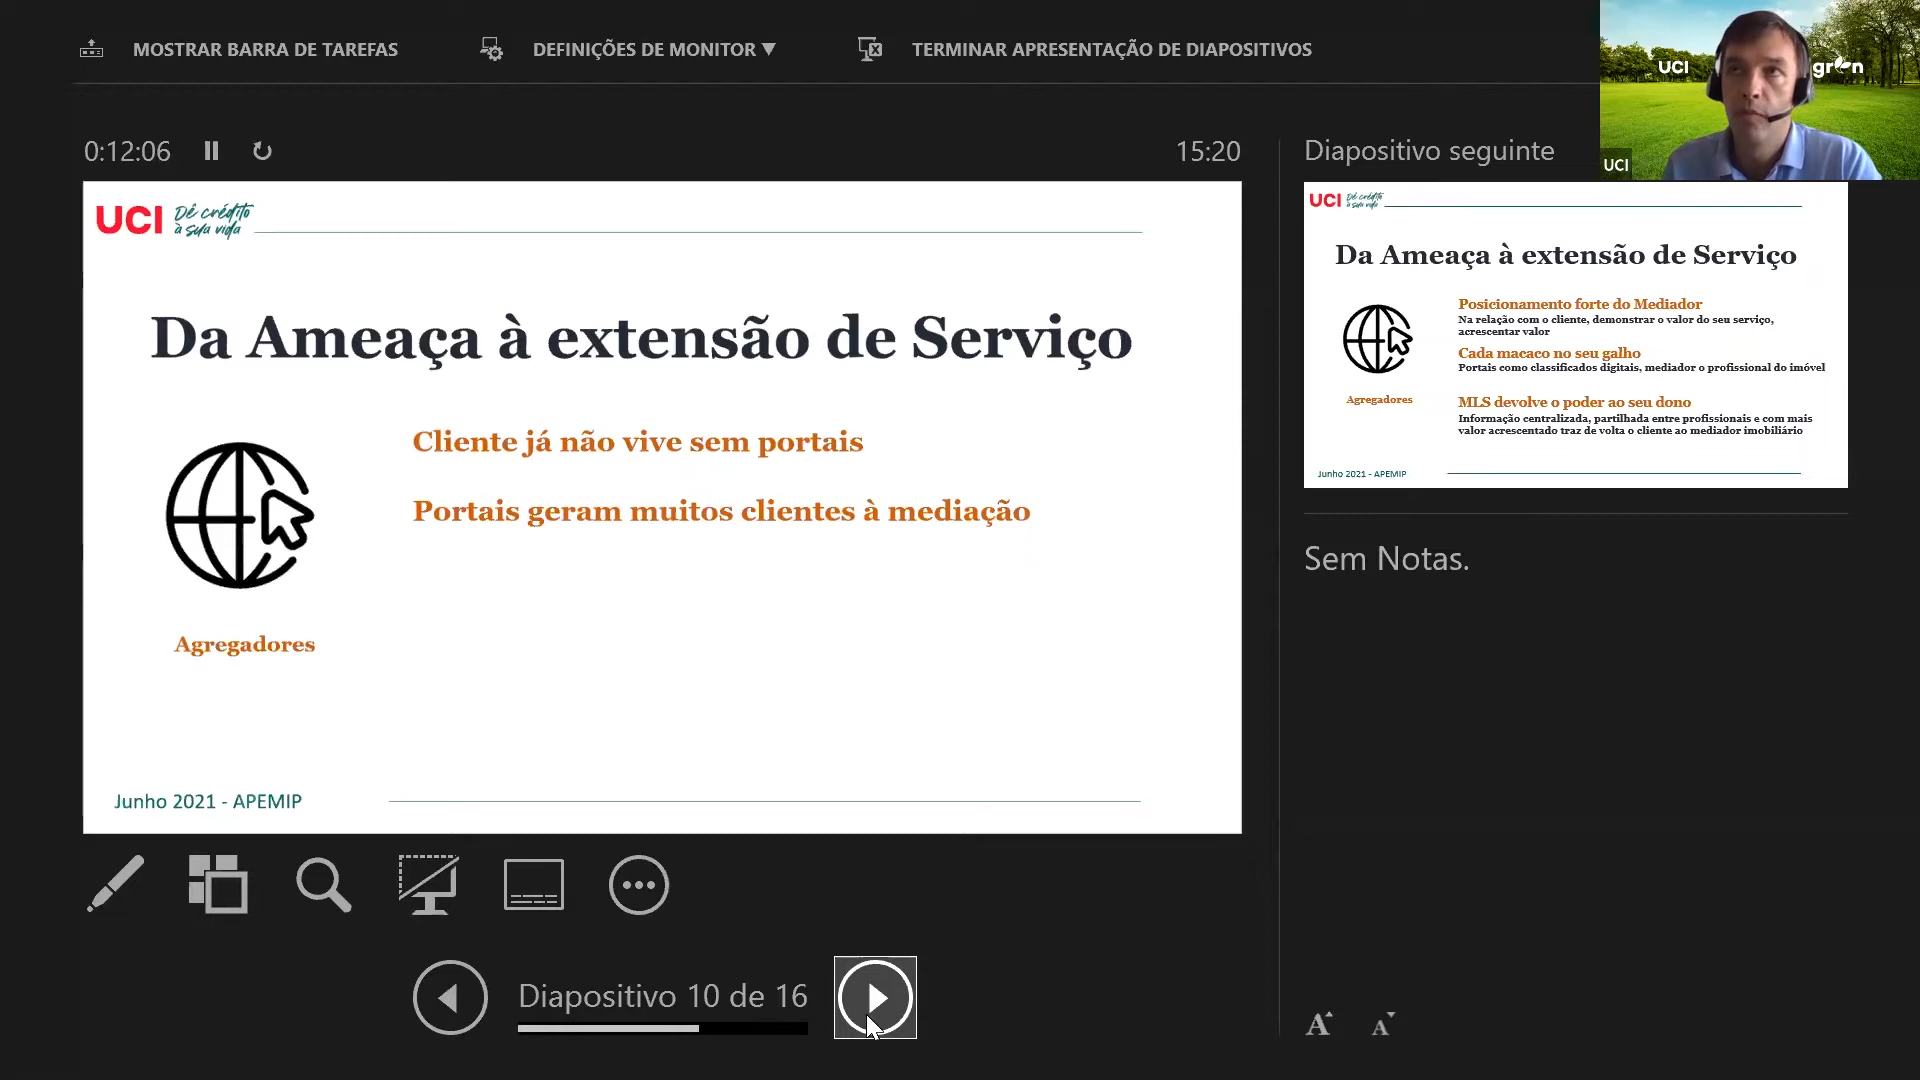 MOSTRAR BARRA DE TAREFAS
DEFINIÇÕES DE MONITOR ▼
TERMINAR APRESENTAÇÃO DE DIAPOSITIVOS
UCI
green
UCI
0:12:06
15:20
Diapositivo seguinte
UCI Dê crédito
à sua vida
Da Ameaça à extensão de Serviço
Cliente já não vive sem portais
Portais geram muitos clientes à mediação
Agregadores
Junho 2021 - APEMIP
UCI Dê crédito
à sua vida
Da Ameaça à extensão de Serviço
Posicionamento forte do Mediador
Na relação com o cliente, demonstrar o valor do seu serviço,
acrescentar valor
Cada macaco no seu galho
Portais como classificados digitais, mediador o profissional do imóvel
Agregadores
MLS devolve o poder ao seu dono
Informação centralizada, partilhada entre profissionais e com mais
valor acrescentado traz de volta o cliente ao mediador imobiliário
Junho 2021 - APEMIP
Sem Notas.
Diapositivo 10 de 16
A
A